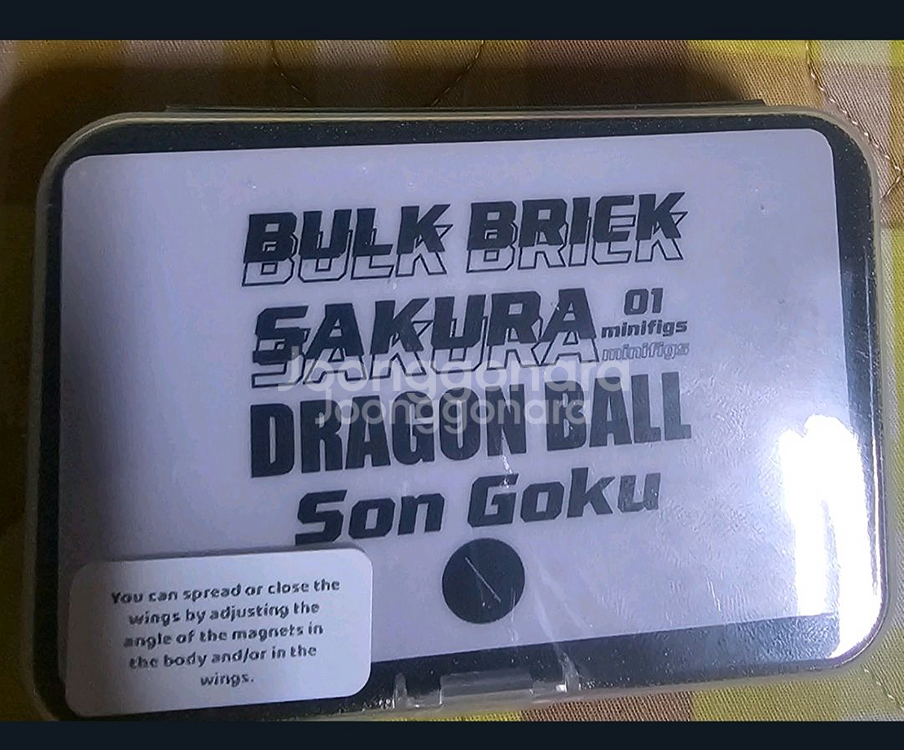 BULK BRICK
SAKURA 01
minifigs
DRAGON BALL
Son Goku
You can spread or close the
wings by adjusting the
angle of the magnets in
the body and/or in the
wings.
Joonggonara
Joonggonara